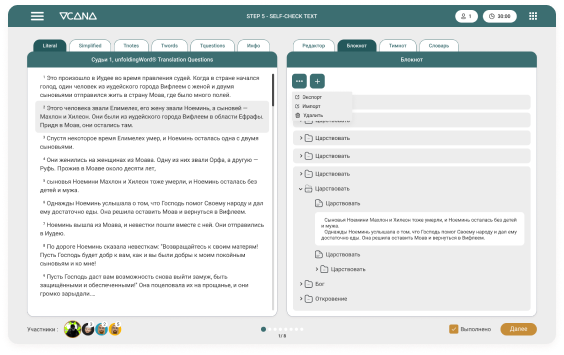 VCANA
STEP 5 - SELF-CHECK TEXT
1
30:00
Literal
Simplified
Tnotes
Twords
Tquestions
Инфо
Судьи 1, unfoldingWord® Translation Questions
1 Это произошло в Иудее во время правления судей. Когда в стране начался
голод, один человек из иудейского города Вифлеем с женой и двумя
сыновьями отправился жить в страну Моав, где было много полей.
2 Этого человека звали Елимелех, его жену звали Ноеминь, а сыновей —
Махлон и Хилеон. Они были из иудейского города Вифлеем в области Ефрафы.
Придя в Моав, они остались там.
3 Спустя некоторое время Елимелех умер, и Ноеминь осталась одна с двумя
сыновьями.
4 Они женились на женщинах из Моава. Одну из них звали Орфа, а другую —
Руфь. Прожив в Моаве около десяти лет,
5 сыновья Ноемини Махлон и Хилеон тоже умерли, и Ноеминь осталась без
детей и мужа.
6 Однажды Ноеминь услышала о том, что Господь помог Своему народу и дал
ему достаточно еды. Она решила оставить Моав и вернуться в Вифлеем.
7 Ноеминь вышла из Моава, и невестки пошли вместе с ней. Они отправились
в Иудею.
8 По дороге Ноеминь сказала невесткам: "Возвращайтесь к своим матерям!
Пусть Господь будет добр к вам, как и вы были добры к моим покойным
сыновьям и ко мне!
9 Пусть Господь даст вам возможность снова выйти замуж, быть
защищёнными и обеспеченными!" Она поцеловала их на прощанье, и они
громко зарыдали....
Редактор
Блокнот
Тимнот
Словарь
Блокнот
Экспорт
Импорт
Удалить
Царствовать
Царствовать
Царствовать
Царствовать
Царствовать
Царствовать
Сыновья Ноемини Махлон и Хилеон тоже умерли, и Ноеминь осталась без детей
и мужа.
Однажды Ноеминь услышала о том, что Господь помог Своему народу и дал ему
достаточно еды. Она решила оставить Моав и вернуться в Вифлеем.
Царствовать
Царствовать
Бог
Откровение
Участники :
1/8
Выполнено
Далее